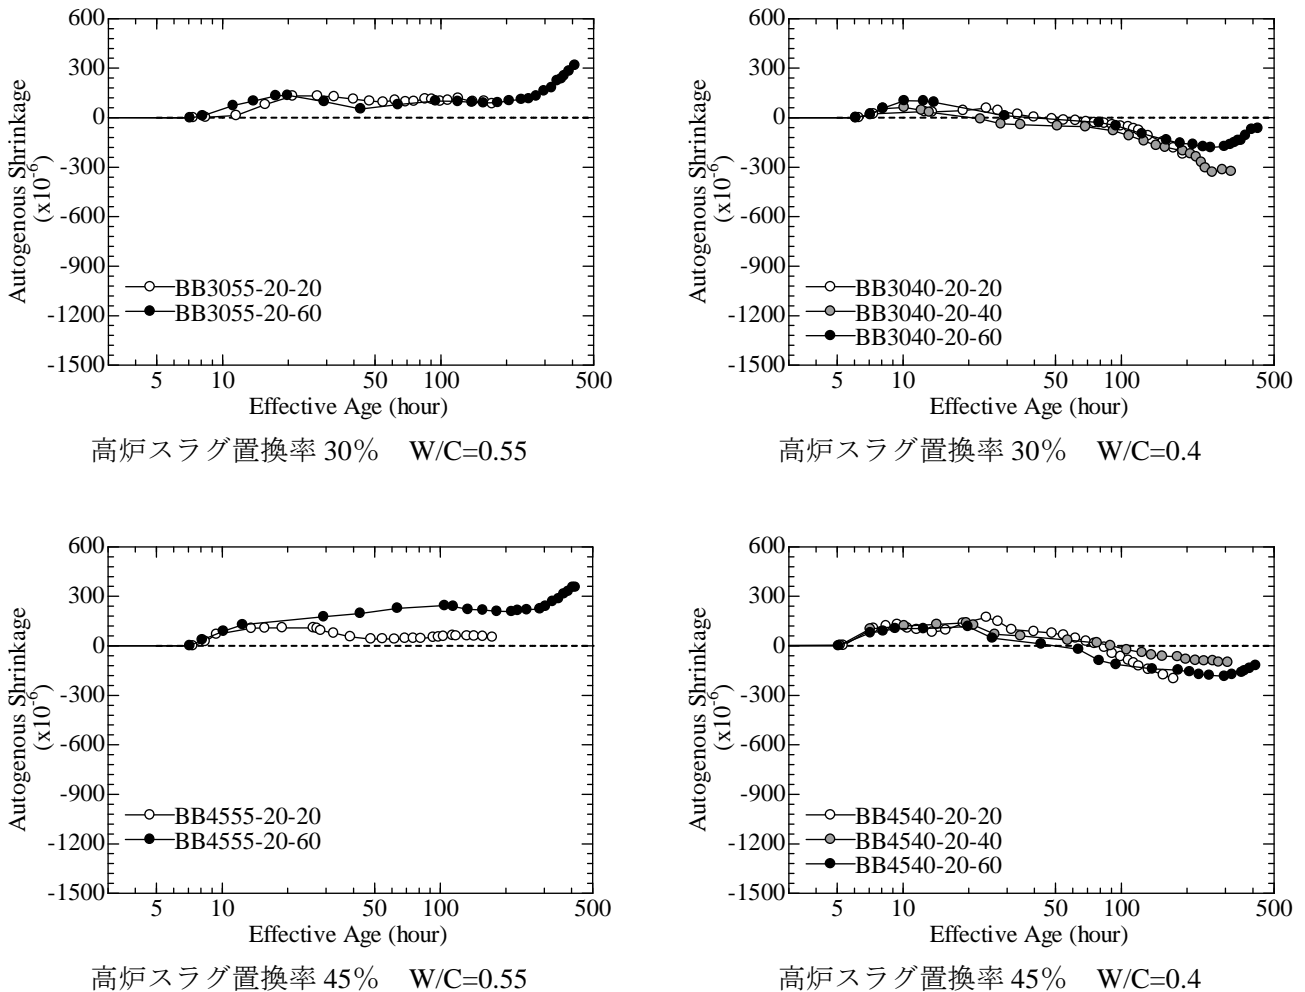 600
300
0
-300
-600
-900
-1200
-1500
Autogenous Shrinkage
(x10-6)
BB3055-20-20
BB3055-20-60
5 10 50 100 500
Effective Age (hour)
高炉スラグ置換率 30% W/C=0.55
600
300
0
-300
-600
-900
-1200
-1500
Autogenous Shrinkage
(x10-6)
BB3040-20-20
BB3040-20-40
BB3040-20-60
5 10 50 100 500
Effective Age (hour)
高炉スラグ置換率 30% W/C=0.4
600
300
0
-300
-600
-900
-1200
-1500
Autogenous Shrinkage
(x10-6)
BB4555-20-20
BB4555-20-60
5 10 50 100 500
Effective Age (hour)
高炉スラグ置換率 45% W/C=0.55
600
300
0
-300
-600
-900
-1200
-1500
Autogenous Shrinkage
(x10-6)
BB4540-20-20
BB4540-20-40
BB4540-20-60
5 10 50 100 500
Effective Age (hour)
高炉スラグ置換率 45% W/C=0.4